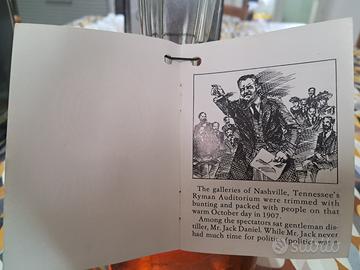 The galleries of Nashville, Tennessee's
Ryman Auditorium were trimmed with
bunting and packed with people on that
warm October day in 1907.
Among the spectators sat gentleman dis-
tiller, Mr. Jack Daniel. While Mr. Jack never
had much time for politics (politics
subito